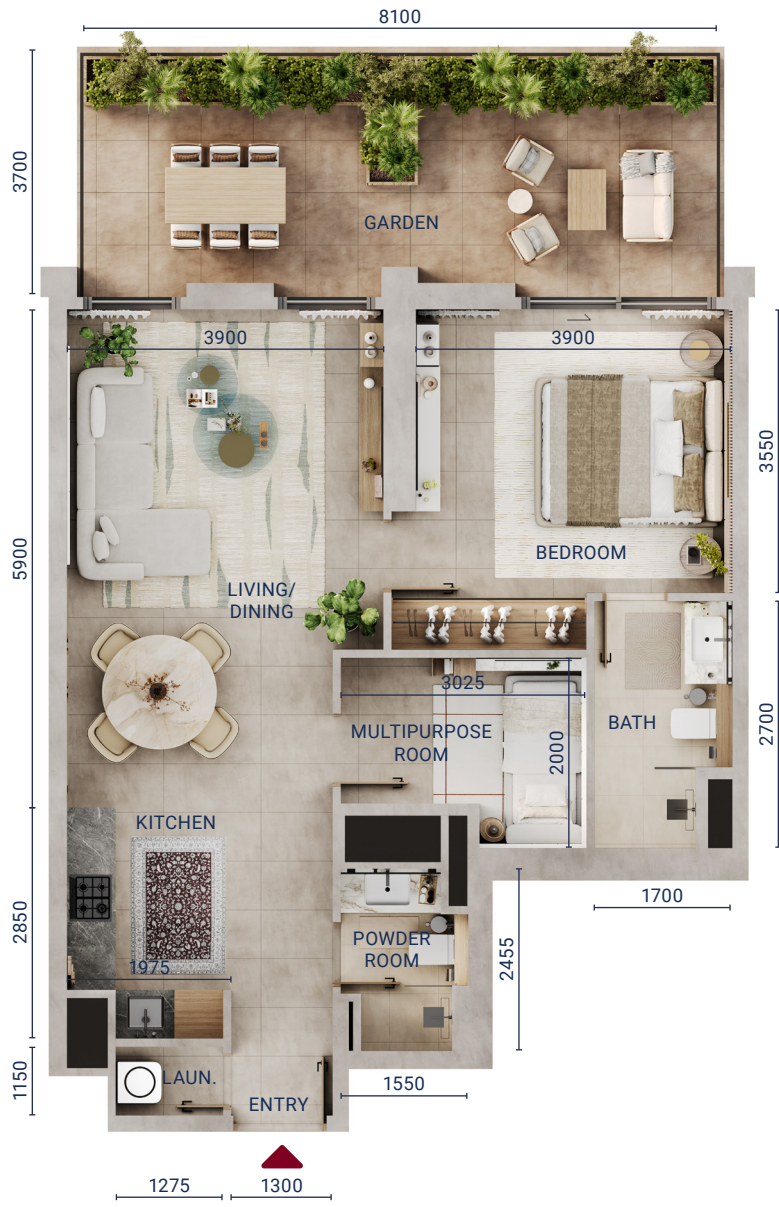 8100
3700
GARDEN
3900
3900
3550
5900
BEDROOM
LIVING/
DINING
3025
MULTIPURPOSE
ROOM
2000
BATH
2700
KITCHEN
2850
1700
POWDER
ROOM
2455
1975
1150
LAUN.
ENTRY
1550
1275
1300